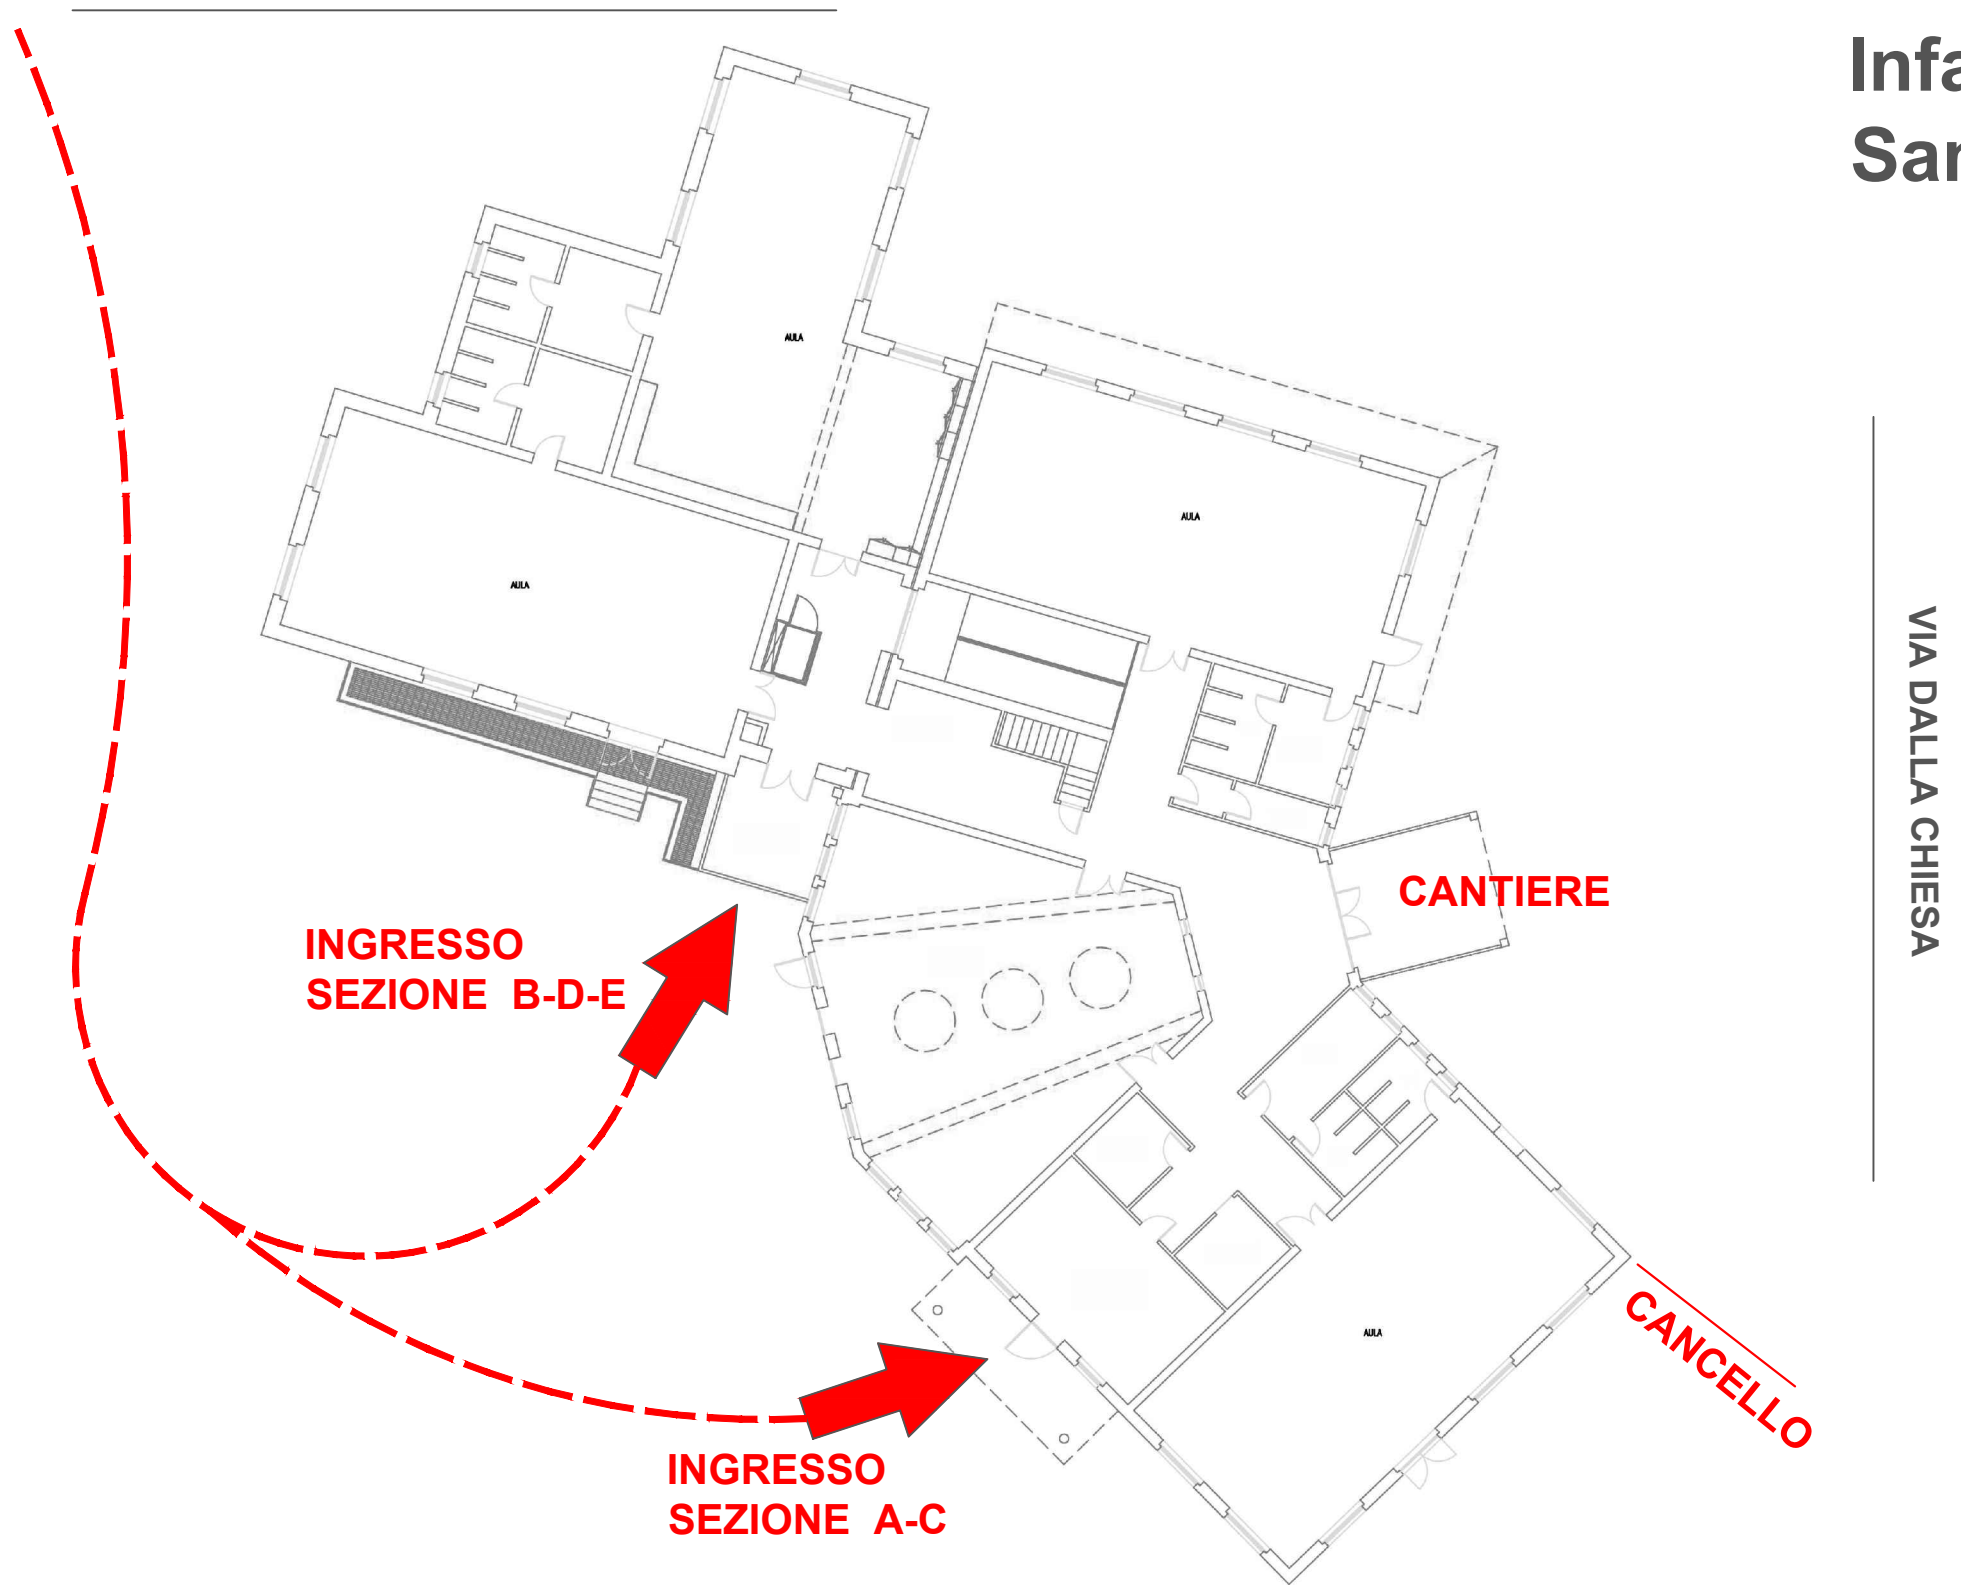 AULA
AULA
AULA
VIA DALLA CHIESA
CANTIERE
INGRESSO
SEZIONE B-D-E
AULA
CANCELLO
INGRESSO
SEZIONE A-C